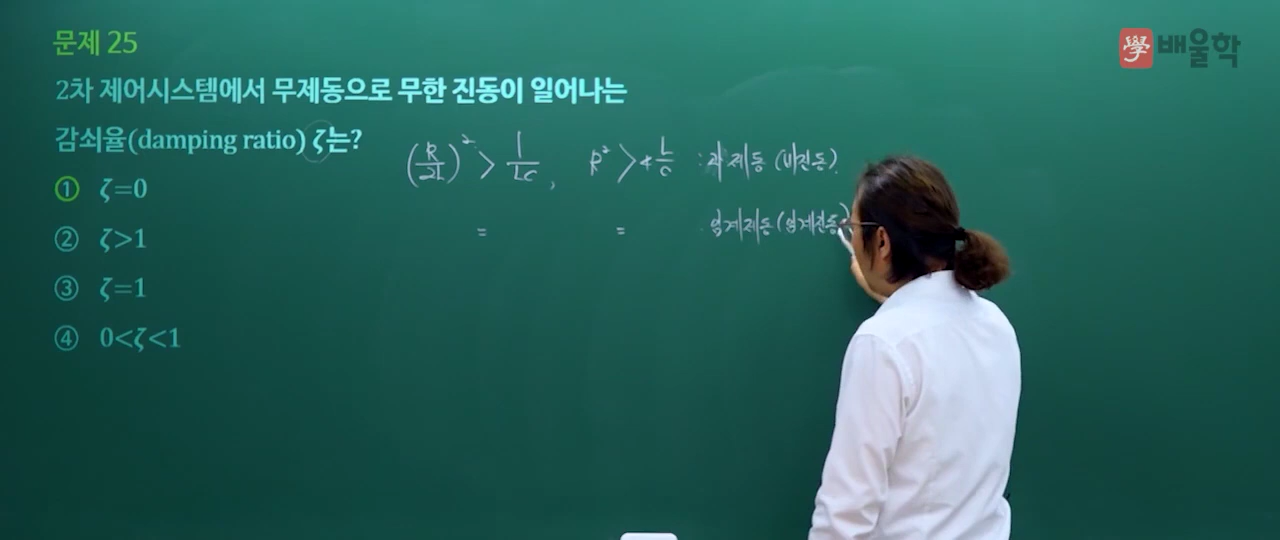 문제 25
學 배울학
2차 제어시스템에서 무제동으로 무한 진동이 일어나는
감쇠율(damping ratio) ζ는?
① ζ=0
② ζ>1
③ ζ=1
④ 0<ζ<1
(R/2L)² > 1/LC, R² > 4 L/C : 과제동 (비진동)
= = : 임계제동 (임계진동)